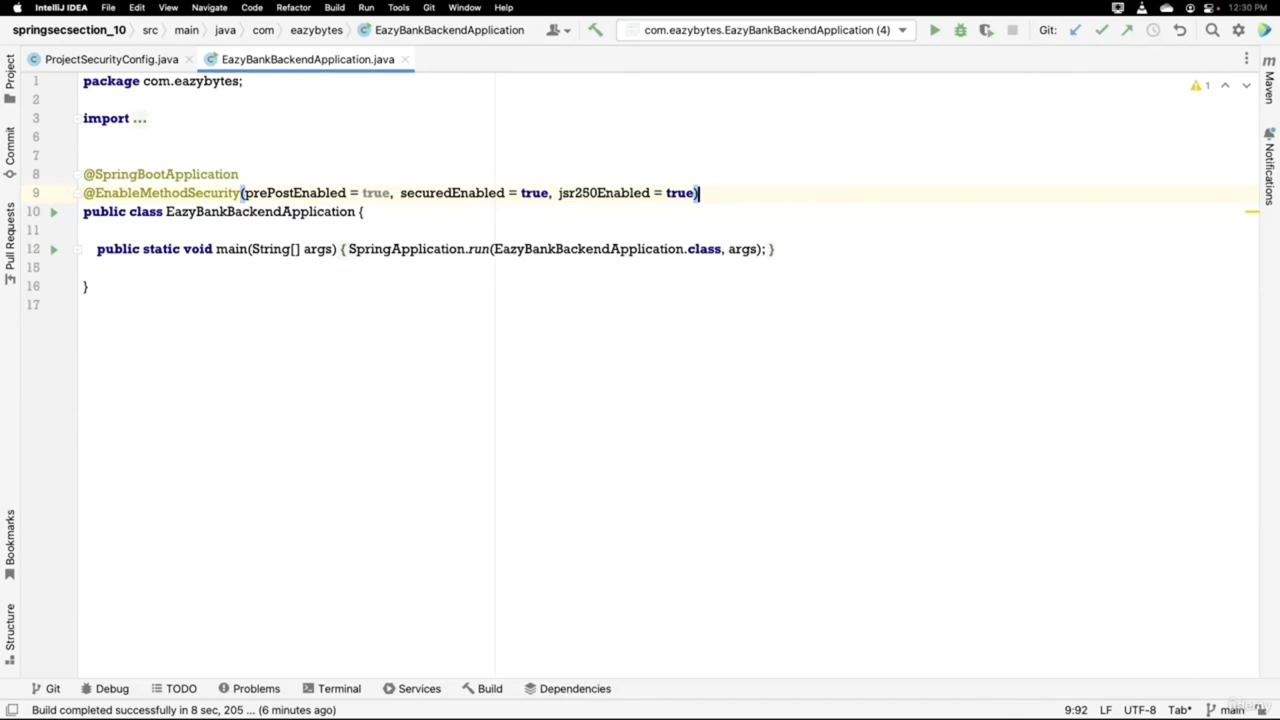 IntelliJ IDEA File Edit View Navigate Code Refactor Build Run Tools Git Window Help 12:30 PM
springsecsection_10 src main java com eazybytes EazyBankBackendApplication com.eazybytes.EazyBankBackendApplication (4) Git:
ProjectSecurityConfig.java EazyBankBackendApplication.java
Project
Commit
Pull Requests
Bookmarks
Structure
1 package com.eazybytes;
2
3 import ...
6
7
8 @SpringBootApplication
9 @EnableMethodSecurity(prePostEnabled = true, securedEnabled = true, jsr250Enabled = true)
10 public class EazyBankBackendApplication {
11
12 public static void main(String[] args) { SpringApplication.run(EazyBankBackendApplication.class, args); }
15
16 }
17
1
m
Maven
Notifications
Git Debug TODO Problems Terminal Services Build Dependencies
Build completed successfully in 8 sec, 205 ... (6 minutes ago) 9:92 LF UTF-8 Tab* main